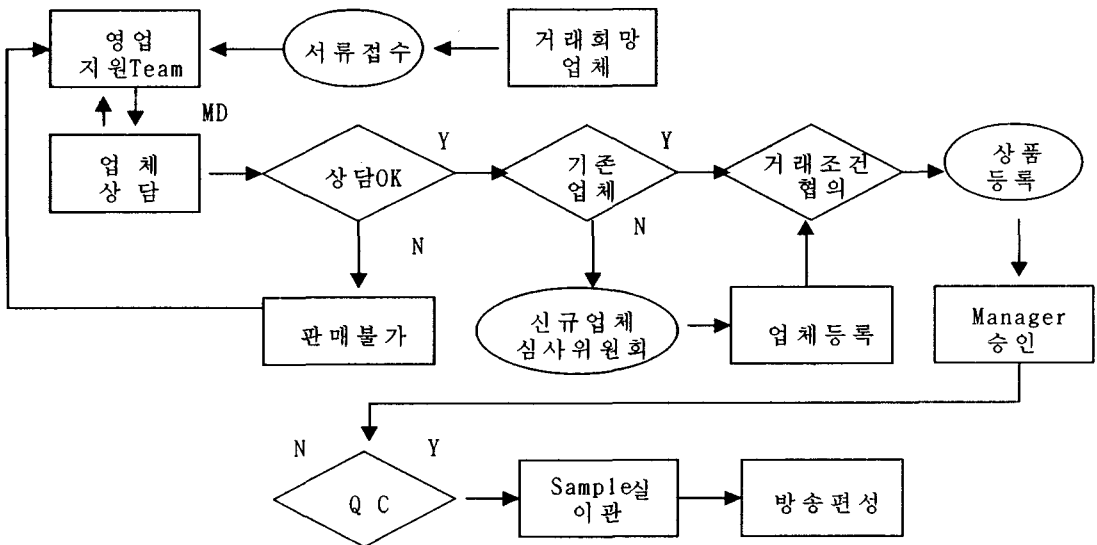 영업
지원Team
서류접수
거래희망
업체
MD
업체
상담
상담OK
Y
N
기존
업체
Y
N
거래조건
협의
상품
등록
판매불가
신규업체
심사위원회
업체등록
Manager
승인
N
Y
QC
Sample실
이관
방송편성